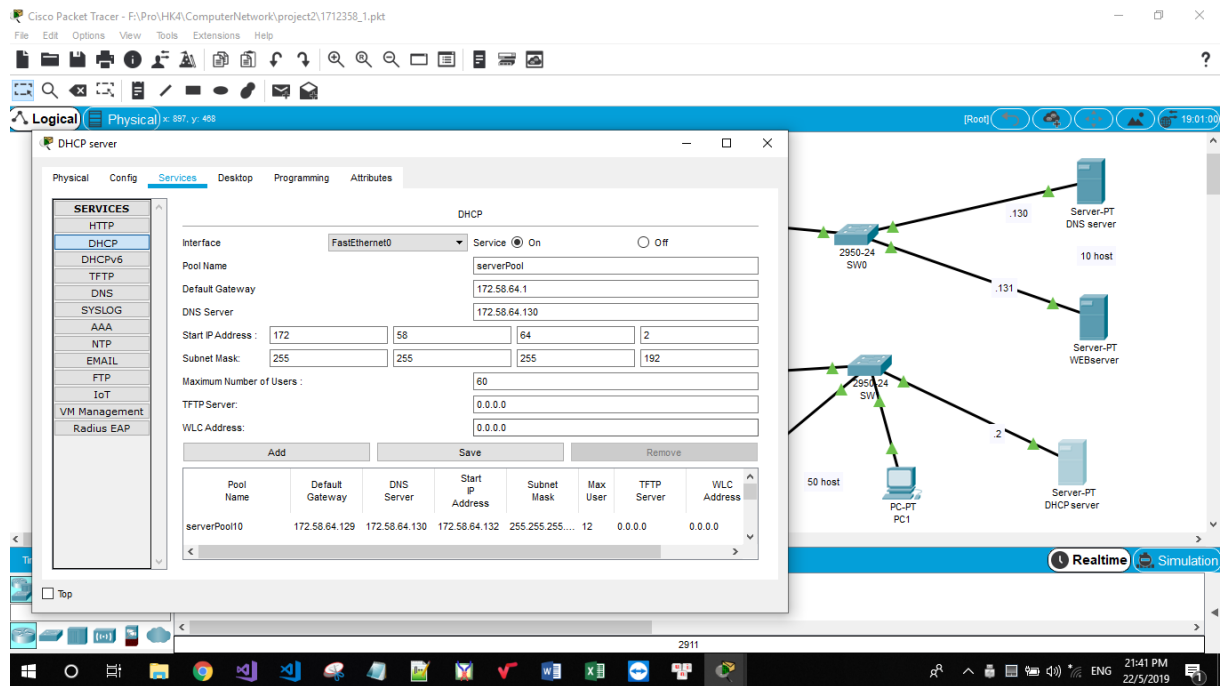 Cisco Packet Tracer - F:\Pro\HK4\ComputerNetwork\project2\1712358_1.pkt
File Edit Options View Tools Extensions Help
?
Logical Physical x: 897, y: 468 [Root] 19:01:00
DHCP server
Physical Config Services Desktop Programming Attributes
SERVICES
HTTP
DHCP
DHCPv6
TFTP
DNS
SYSLOG
AAA
NTP
EMAIL
FTP
IoT
VM Management
Radius EAP
DHCP
Interface FastEthernet0 Service On Off
Pool Name serverPool
Default Gateway 172.58.64.1
DNS Server 172.58.64.130
Start IP Address : 172 58 64 2
Subnet Mask: 255 255 255 192
Maximum Number of Users : 60
TFTP Server: 0.0.0.0
WLC Address: 0.0.0.0
Add Save Remove
Pool Name Default Gateway DNS Server Start IP Address Subnet Mask Max User TFTP Server WLC Address
serverPool10 172.58.64.129 172.58.64.130 172.58.64.132 255.255.255.... 12 0.0.0.0 0.0.0.0
Top
.130
Server-PT
DNS server
2950-24
SW0
10 host
.131
Server-PT
WEBserver
2950-24
SW
.2
50 host
PC-PT
PC1
Server-PT
DHCP server
Realtime Simulation
2911
ENG
21:41 PM
22/5/2019
1